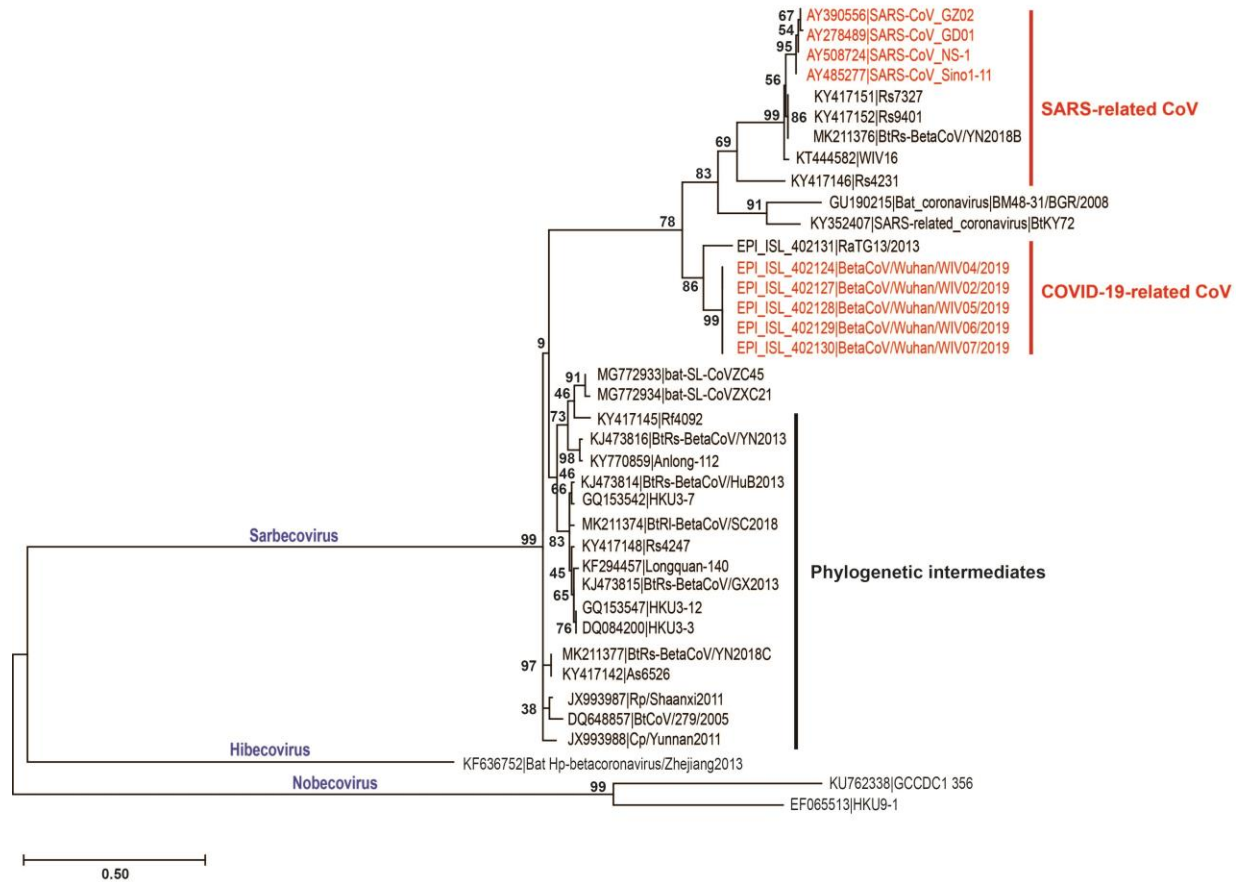 67
AY390556|SARS-CoV_GZ02
54
AY278489|SARS-CoV_GD01
95
AY508724|SARS-CoV_NS-1
AY485277|SARS-CoV_Sino1-11
56
KY417151|Rs7327
99
86
KY417152|Rs9401
SARS-related CoV
MK211376|BtRs-BetaCoV/YN2018B
69
KT444582|WIV16
83
KY417146|Rs4231
91
GU190215|Bat_coronavirus|BM48-31/BGR/2008
78
KY352407|SARS-related_coronavirus|BtKY72
EPI_ISL_402131|RaTG13/2013
86
EPI_ISL_402124|BetaCoV/Wuhan/WIV04/2019
EPI_ISL_402127|BetaCoV/Wuhan/WIV02/2019
COVID-19-related CoV
EPI_ISL_402128|BetaCoV/Wuhan/WIV05/2019
99
EPI_ISL_402129|BetaCoV/Wuhan/WIV06/2019
EPI_ISL_402130|BetaCoV/Wuhan/WIV07/2019
9
91
MG772933|bat-SL-CoVZC45
46
MG772934|bat-SL-CoVZXC21
73
KY417145|Rf4092
KJ473816|BtRs-BetaCoV/YN2013
98
KY770859|Anlong-112
46
66
KJ473814|BtRs-BetaCoV/HuB2013
GQ153542|HKU3-7
Sarbecovirus
99
83
MK211374|BtRl-BetaCoV/SC2018
KY417148|Rs4247
45
KF294457|Longquan-140
Phylogenetic intermediates
65
KJ473815|BtRs-BetaCoV/GX2013
GQ153547|HKU3-12
76
DQ084200|HKU3-3
97
MK211377|BtRs-BetaCoV/YN2018C
KY417142|As6526
38
JX993987|Rp/Shaanxi2011
DQ648857|BtCoV/279/2005
JX993988|Cp/Yunnan2011
Hibecovirus
KF636752|Bat Hp-betacoronavirus/Zhejiang2013
Nobecovirus
99
KU762338|GCCDC1 356
EF065513|HKU9-1
0.50